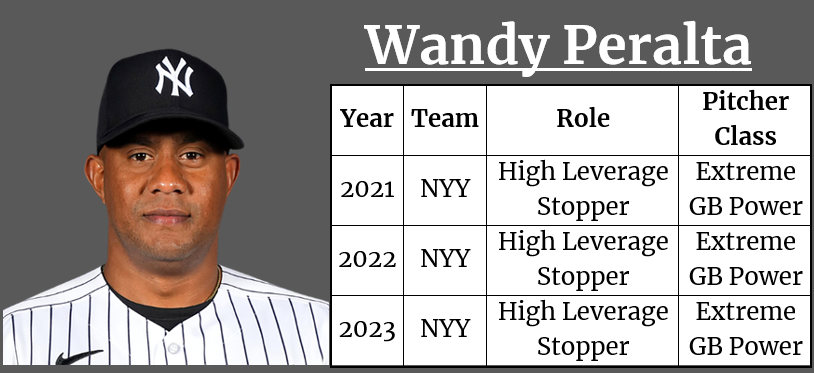 NY
Wandy Peralta
Year Team Role Pitcher Class
2021 NYY High Leverage Stopper Extreme GB Power
2022 NYY High Leverage Stopper Extreme GB Power
2023 NYY High Leverage Stopper Extreme GB Power